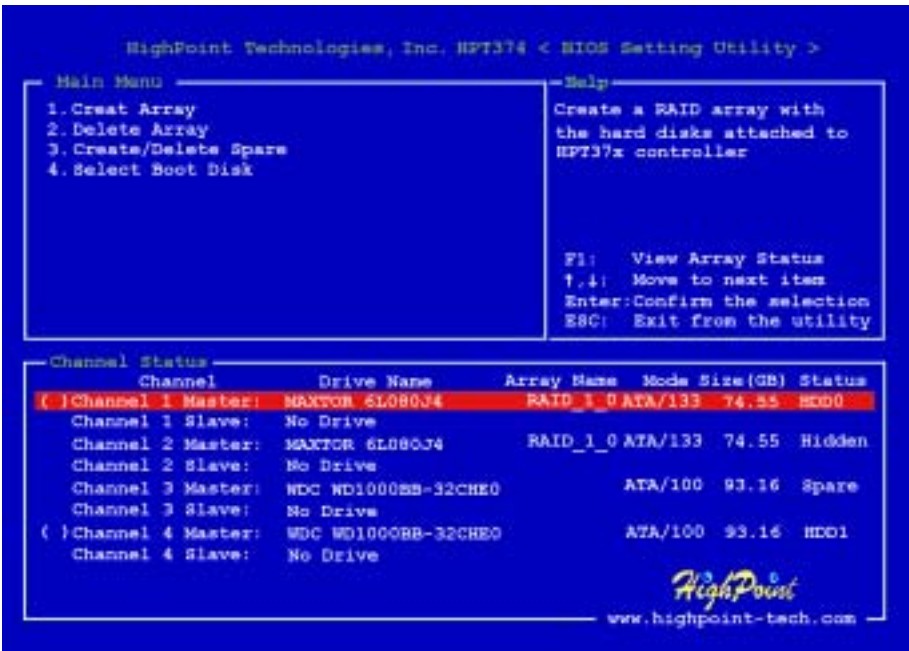 HighPoint Technologies, Inc. HPT374 < BIOS Setting Utility >
Main Menu
1.Creat Array
2.Delete Array
3.Create/Delete Spare
4.Select Boot Disk
Help
Create a RAID array with
the hard disks attached to
HPT37x controller
F1: View Array Status
↑,↓: Move to next item
Enter:Confirm the selection
ESC: Exit from the utility
Channel Status
Channel Drive Name Array Name Mode Size(GB) Status
( )Channel 1 Master: MAXTOR 6L080J4 RAID_1_0 ATA/133 74.55 HDD0
Channel 1 Slave: No Drive
Channel 2 Master: MAXTOR 6L080J4 RAID_1_0 ATA/133 74.55 Hidden
Channel 2 Slave: No Drive
Channel 3 Master: WDC WD1000BB-32CHE0 ATA/100 93.16 Spare
Channel 3 Slave: No Drive
( )Channel 4 Master: WDC WD1000BB-32CHE0 ATA/100 93.16 HDD1
Channel 4 Slave: No Drive
HighPoint
www.highpoint-tech.com